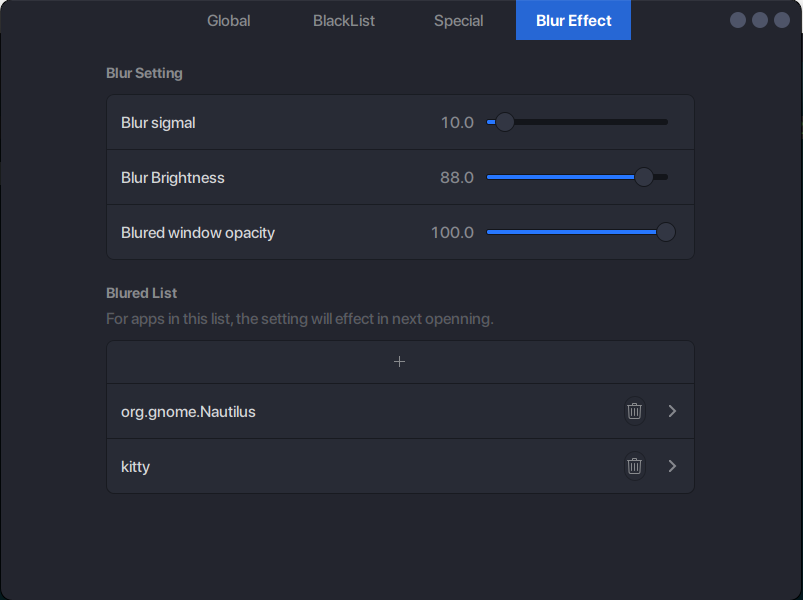 Global BlackList Special Blur Effect
Blur Setting
Blur sigmal 10.0
Blur Brightness 88.0
Blured window opacity 100.0
Blured List
For apps in this list, the setting will effect in next openning.
+
org.gnome.Nautilus
kitty